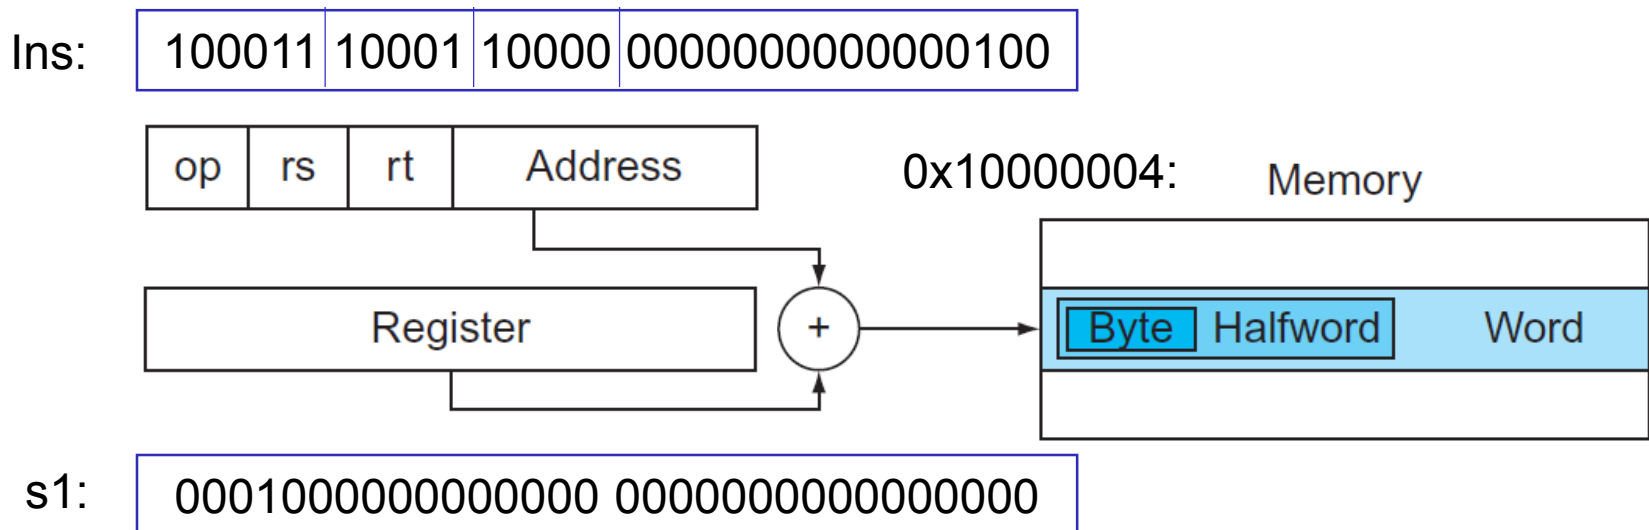 Ins: 100011 10001 10000 0000000000000100
op rs rt Address
0x10000004: Memory
Register + Byte Halfword Word
s1: 0001000000000000 0000000000000000